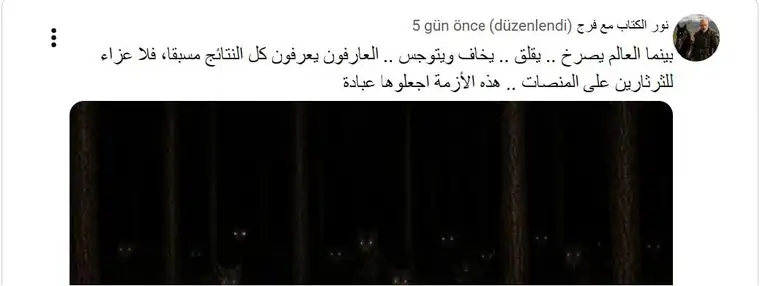 نور الكتاب مع فرج 5 gün önce (düzenlendi)
بينما العالم يصرخ .. يقلق .. يخاف ويتوجس .. العارفون يعرفون كل النتائج مسبقا، فلا عزاء
للثرثارين على المنصات .. هذه الأزمة اجعلوها عبادة